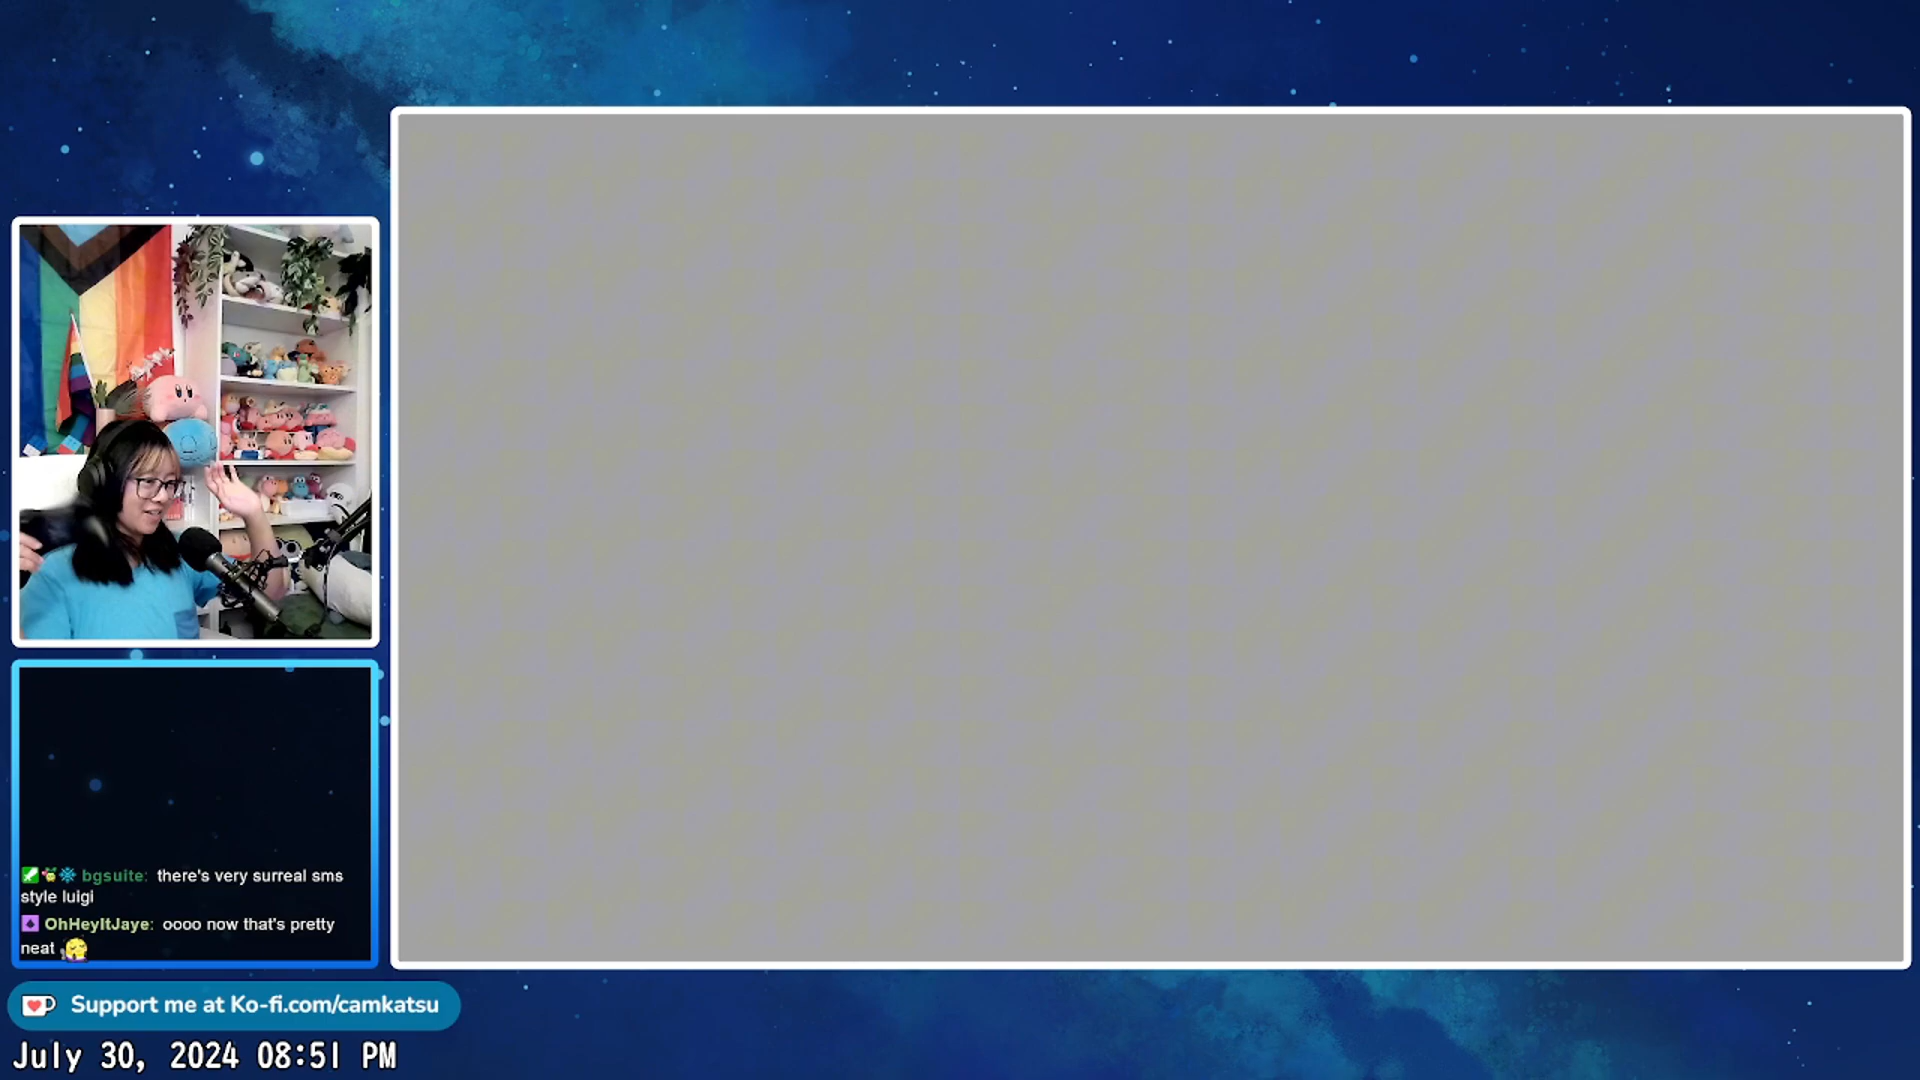 bgsuite: there's very surreal sms
style luigi
OhHeyItJaye: oooo now that's pretty
neat
Support me at Ko-fi.com/camkatsu
July 30, 2024 08:51 PM